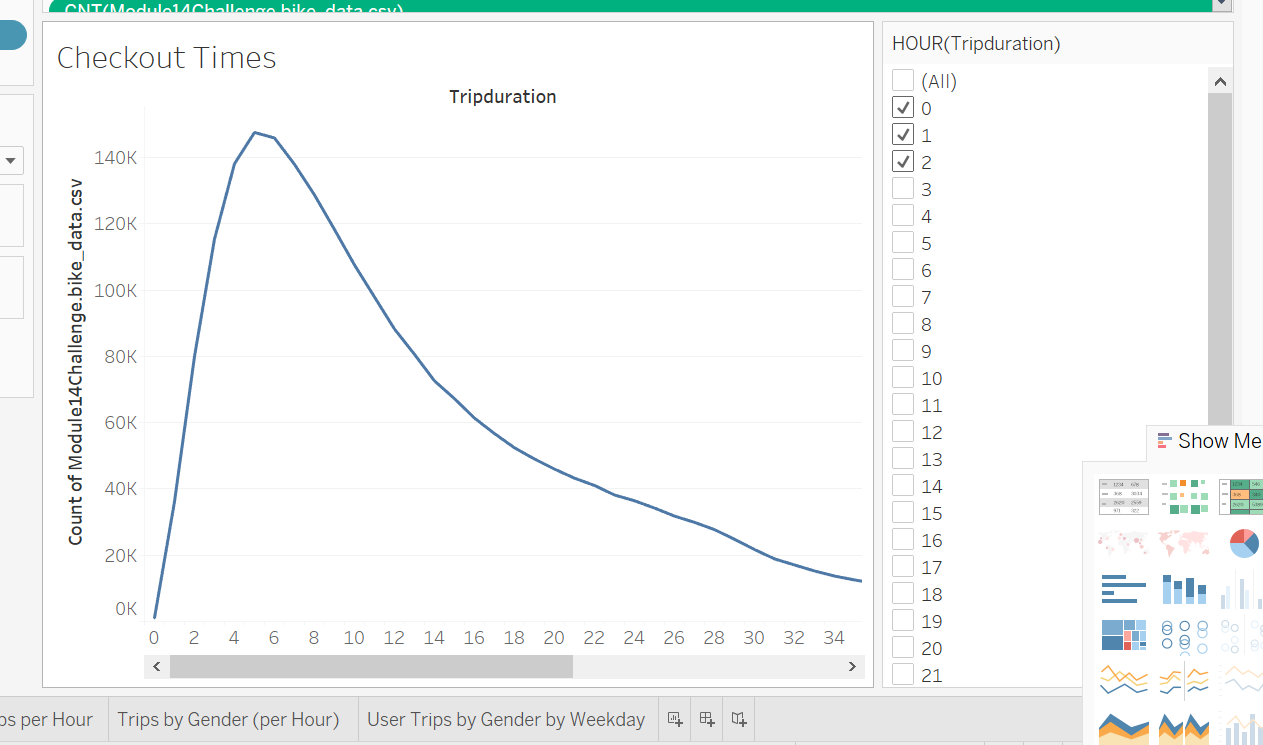 CNT(Module14Challenge.bike_data.csv)
Checkout Times
Tripduration
Count of Module14Challenge.bike_data.csv
140K
120K
100K
80K
60K
40K
20K
0K
0 2 4 6 8 10 12 14 16 18 20 22 24 26 28 30 32 34
HOUR(Tripduration)
(All)
0
1
2
3
4
5
6
7
8
9
10
11
12
13
14
15
16
17
18
19
20
21
Show Me
ps per Hour
Trips by Gender (per Hour)
User Trips by Gender by Weekday